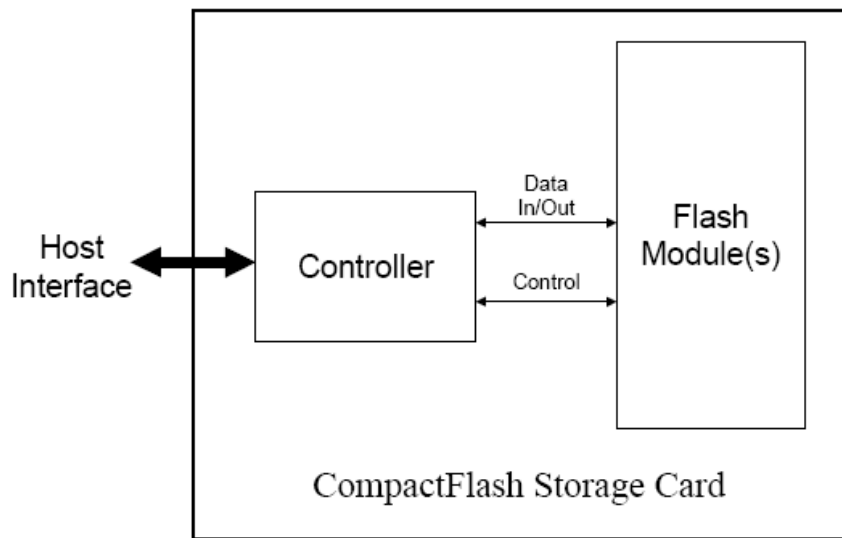 Host
Interface
Controller
Data
In/Out
Control
Flash
Module(s)
CompactFlash Storage Card